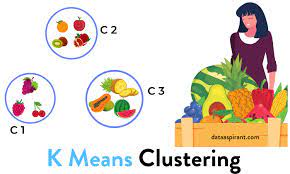 C 2
C 3
C 1
dataaspirant.com
K Means Clustering